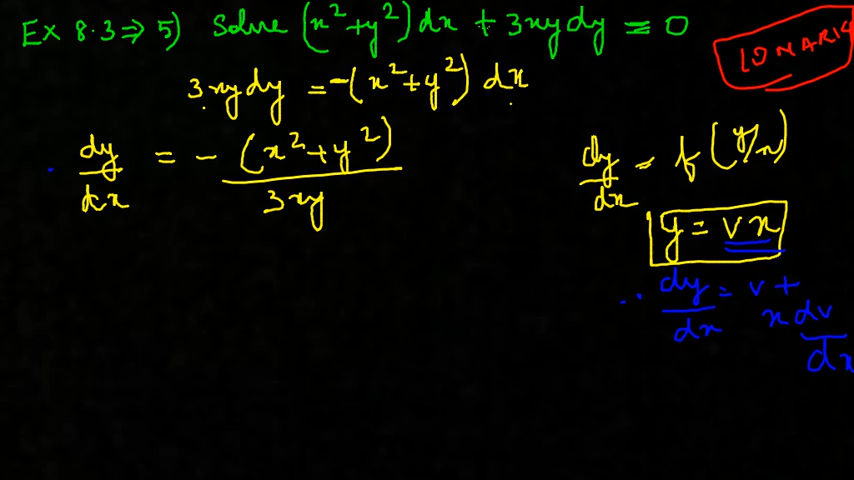 Ex 8.3 ⇒ 5) Solve (x²+y²)dx + 3xydy = 0
3xydy = -(x²+y²) dx
dy/dx = - (x²+y²)/3xy
dy/dx = f(y/x)
y = vx
∴ dy/dx = v + x dv/dx